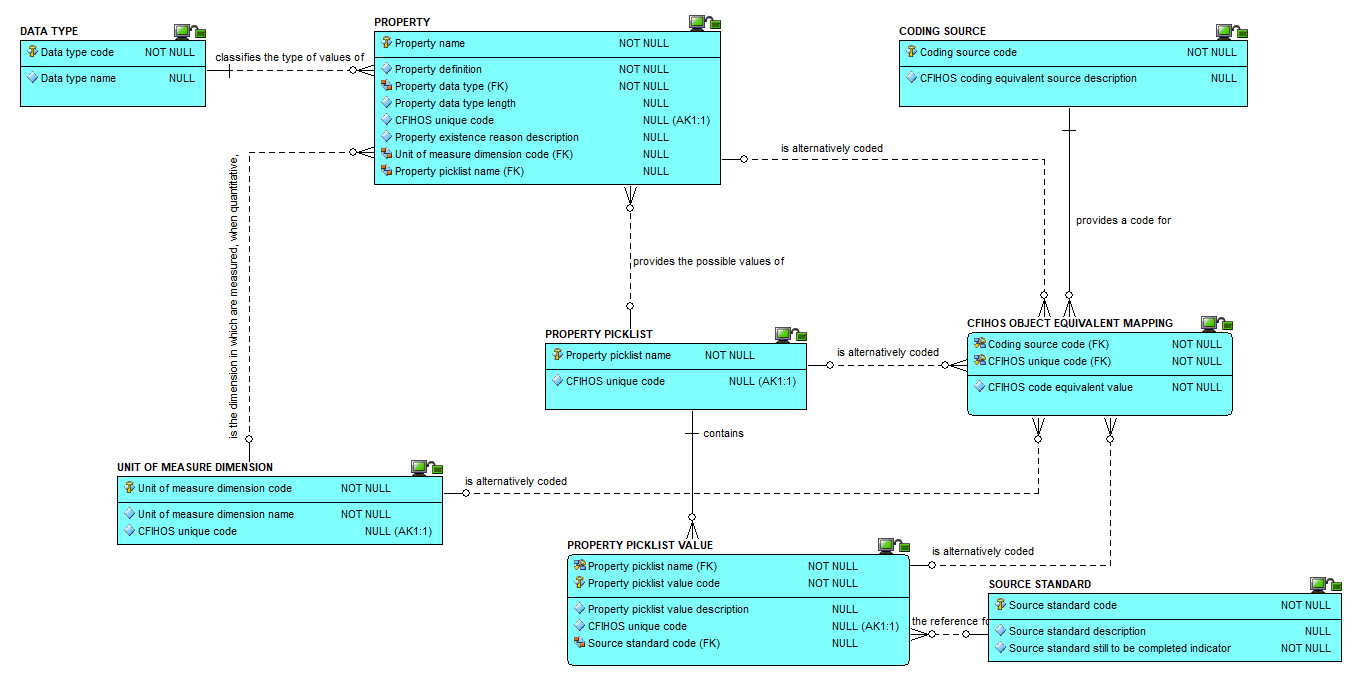 DATA TYPE
Data type code NOT NULL
Data type name NULL
classifies the type of values of
PROPERTY
Property name NOT NULL
Property definition NOT NULL
Property data type (FK) NOT NULL
Property data type length NULL
CFIHOS unique code NULL (AK1:1)
Property existence reason description NULL
Unit of measure dimension code (FK) NULL
Property picklist name (FK) NULL
CODING SOURCE
Coding source code NOT NULL
CFIHOS coding equivalent source description NULL
is alternatively coded
provides a code for
is the dimension in which are measured, when quantitative,
provides the possible values of
PROPERTY PICKLIST
Property picklist name NOT NULL
CFIHOS unique code NULL (AK1:1)
is alternatively coded
CFIHOS OBJECT EQUIVALENT MAPPING
Coding source code (FK) NOT NULL
CFIHOS unique code (FK) NOT NULL
CFIHOS code equivalent value NOT NULL
contains
UNIT OF MEASURE DIMENSION
Unit of measure dimension code NOT NULL
Unit of measure dimension name NOT NULL
CFIHOS unique code NULL (AK1:1)
is alternatively coded
PROPERTY PICKLIST VALUE
Property picklist name (FK) NOT NULL
Property picklist value code NOT NULL
Property picklist value description NULL
CFIHOS unique code NULL (AK1:1)
Source standard code (FK) NULL
is alternatively coded
the reference fo
SOURCE STANDARD
Source standard code NOT NULL
Source standard description NULL
Source standard still to be completed indicator NOT NULL